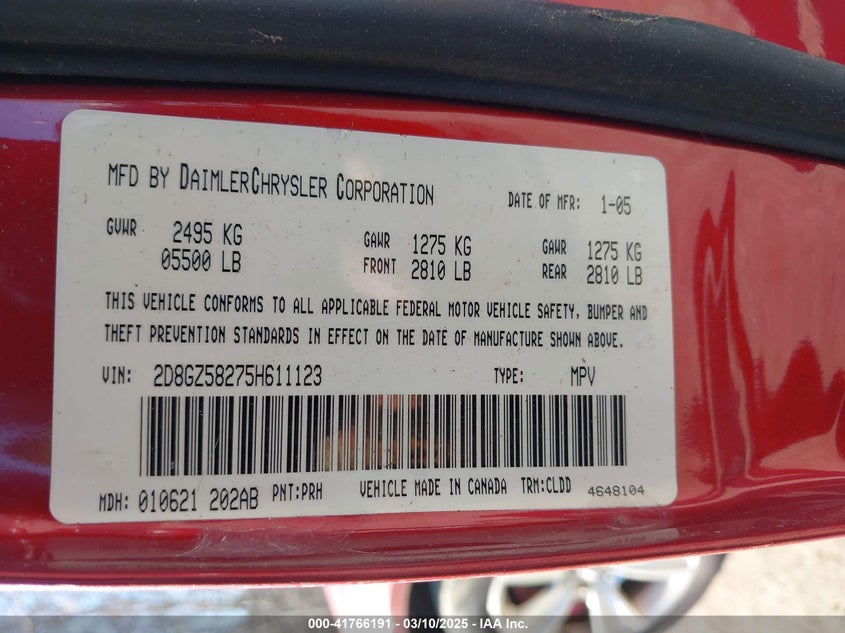 MFD BY DAIMLERCHRYSLER CORPORATION DATE OF MFR: 1-05
GVWR 2495 KG GAWR 1275 KG GAWR 1275 KG
05500 LB FRONT 2810 LB REAR 2810 LB
THIS VEHICLE CONFORMS TO ALL APPLICABLE FEDERAL MOTOR VEHICLE SAFETY, BUMPER AND
THEFT PREVENTION STANDARDS IN EFFECT ON THE DATE OF MANUFACTURE SHOWN ABOVE.
VIN: 2D8GZ58275H611123 TYPE: MPV
MDH: 010621 202AB PNT:PRH VEHICLE MADE IN CANADA TRM:CLDD 4648104
000-41766191 - 03/10/2025 - IAA Inc.